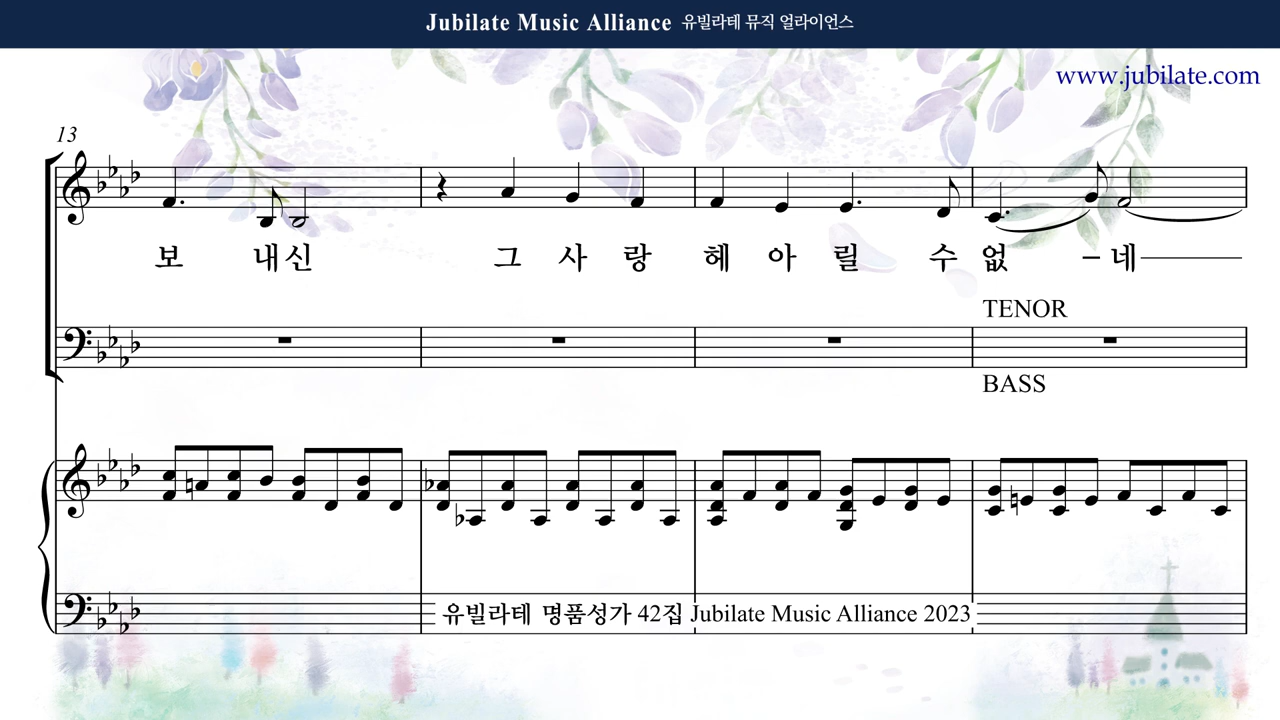 Jubilate Music Alliance 유빌라테 뮤직 얼라이언스
www.jubilate.com
13
보 내신 그 사 랑 헤 아 릴 수 없 - 네
TENOR
BASS
유빌라테 명품성가 42집 Jubilate Music Alliance 2023